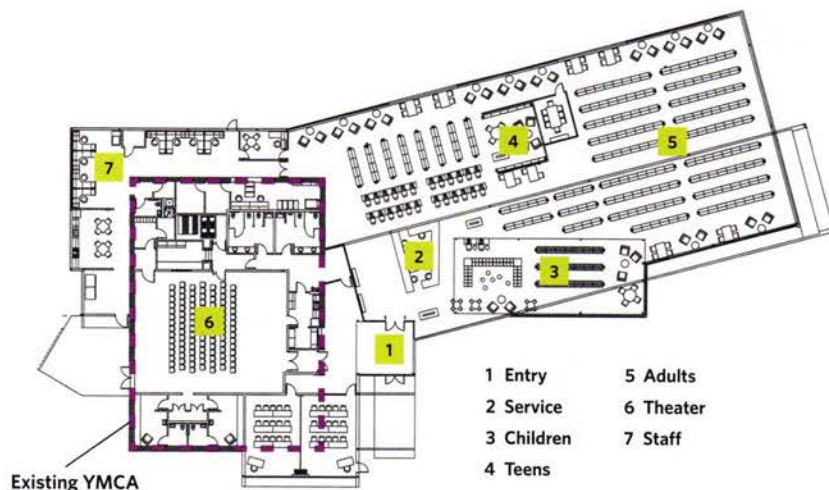 7
4
5
2
3
6
1
1 Entry
2 Service
3 Children
4 Teens
5 Adults
6 Theater
7 Staff
Existing YMCA